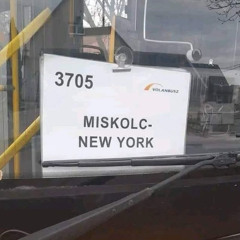 3705
VOLÁNBUSZ
MISKOLC-
NEW YORK